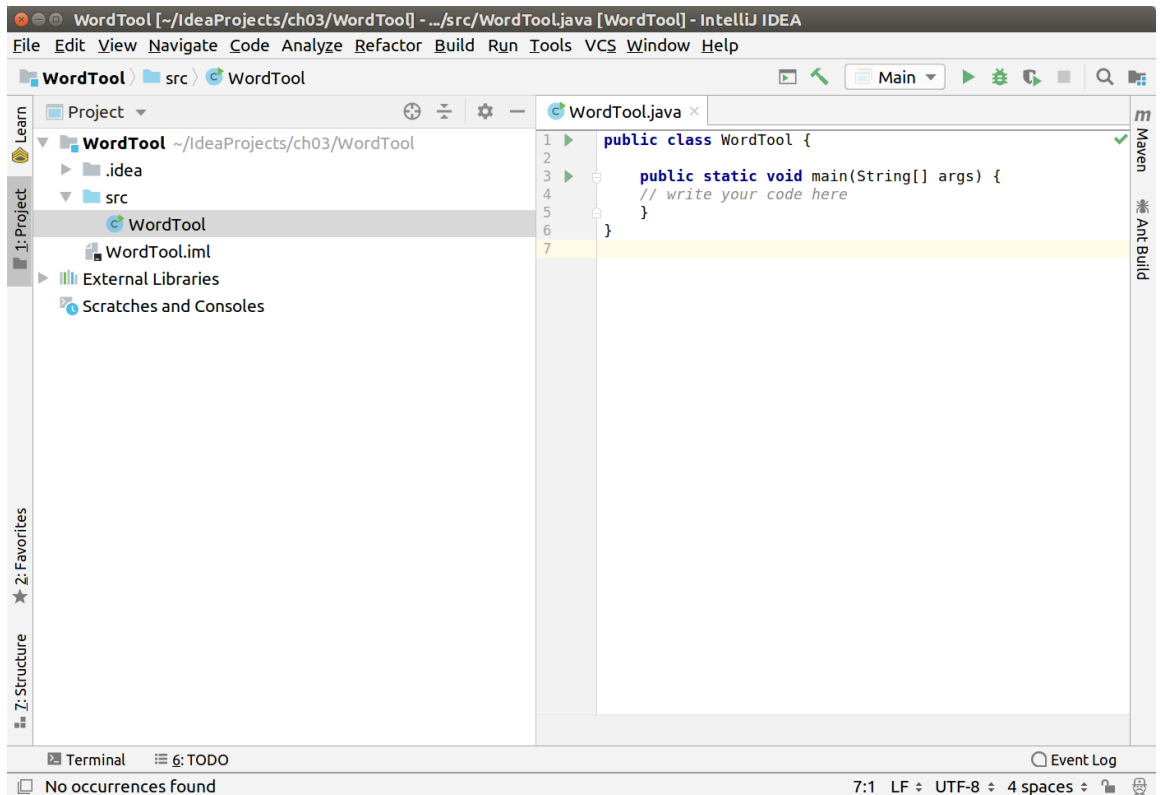 WordTool [~/IdeaProjects/ch03/WordTool] - .../src/WordTool.java [WordTool] - IntelliJ IDEA
File Edit View Navigate Code Analyze Refactor Build Run Tools VCS Window Help
WordTool src WordTool Main
Learn
1: Project
2: Favorites
7: Structure
Project
WordTool ~/IdeaProjects/ch03/WordTool
.idea
src
WordTool
WordTool.iml
External Libraries
Scratches and Consoles
WordTool.java
1 public class WordTool {
2
3 public static void main(String[] args) {
4 // write your code here
5 }
6 }
7
m Maven
Ant Build
Terminal 6: TODO Event Log
No occurrences found 7:1 LF UTF-8 4 spaces